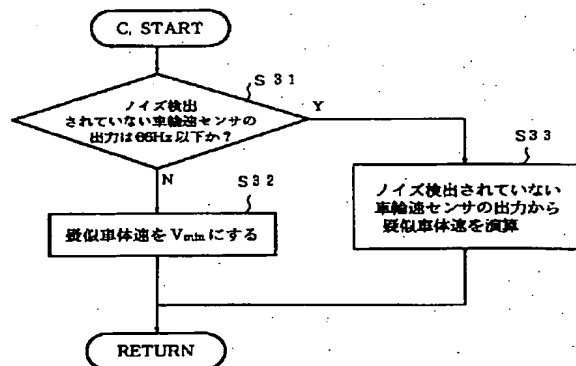 C, START
S31
ノイズ検出
されていない車輪速センサの
出力は66Hz以下か?
Y
N
S32
疑似車体速をVminにする
S33
ノイズ検出されていない
車輪速センサの出力から
疑似車体速を演算
RETURN